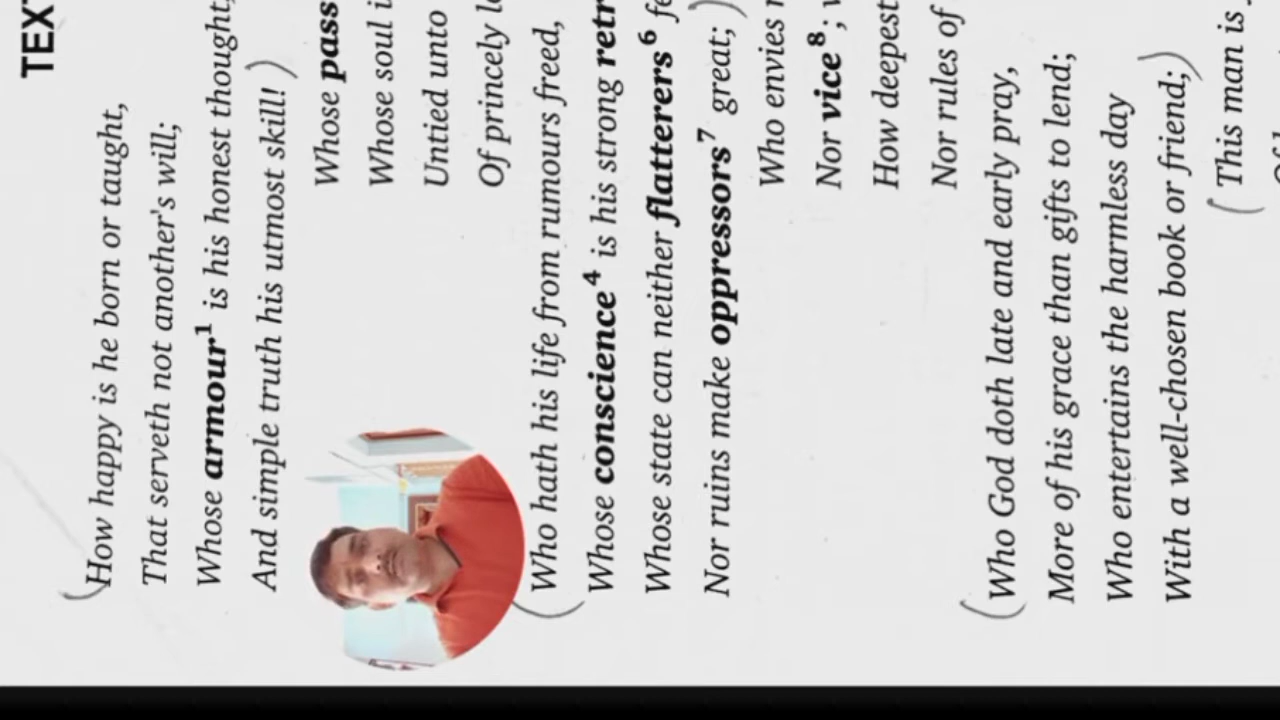 How happy is he born or taught,
That serveth not another's will;
Whose armour¹ is his honest thought,
And simple truth his utmost skill!
Whose
Whose soul
Untied unto
Of princely
Who hath his life from rumours freed,
Whose conscience⁴ is his strong
Whose state can neither flatterers⁶
Nor ruins make oppressors⁷ great;
Who envies
Nor vice⁸;
How deepest
Nor rules of
Who God doth late and early pray,
More of his grace than gifts to lend;
Who entertains the harmless day
With a well-chosen book or friend;
This man is